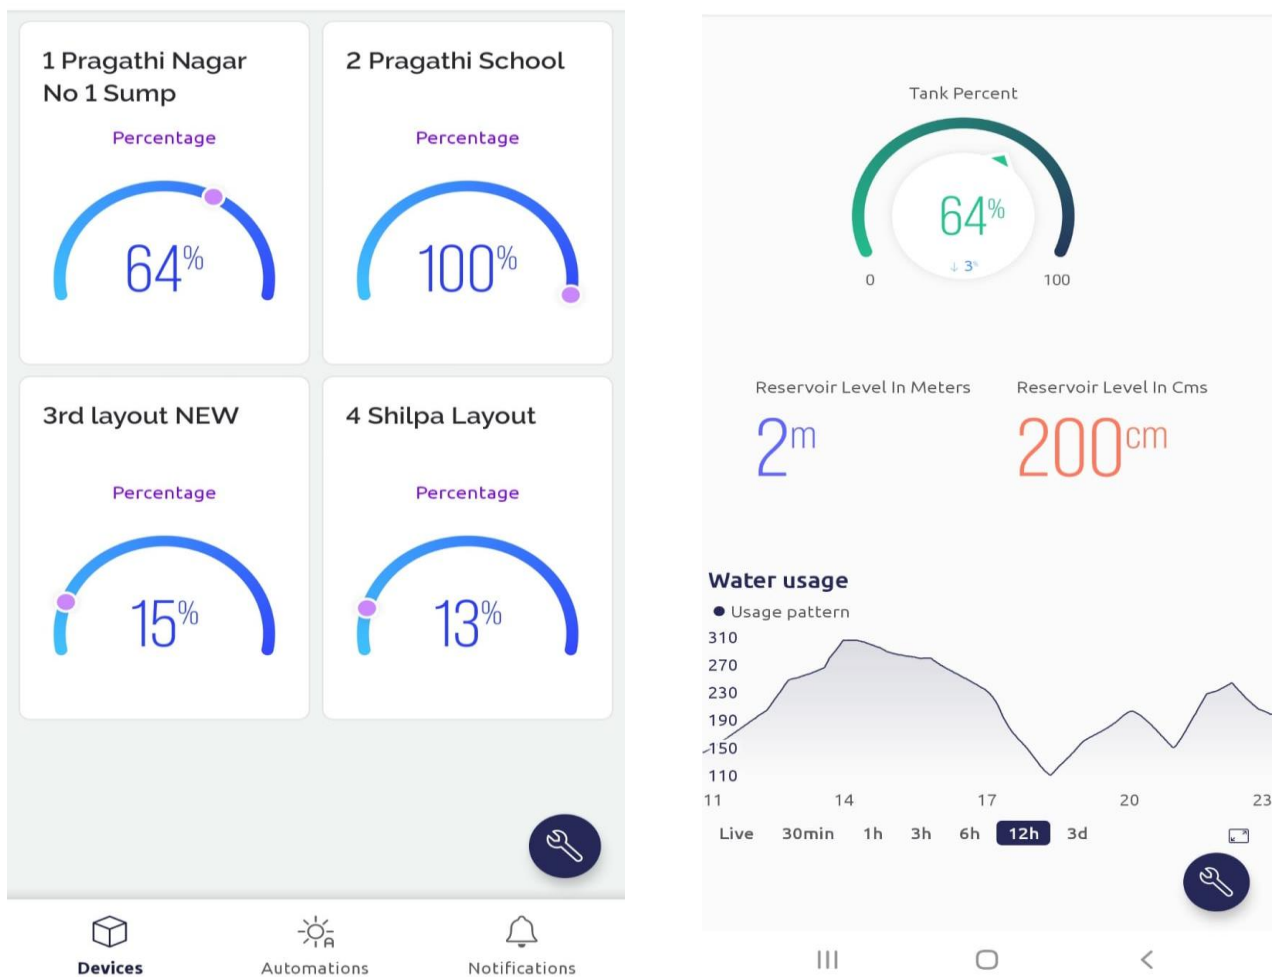 1 Pragathi Nagar
No 1 Sump
Percentage
64%
2 Pragathi School
Percentage
100%
3rd layout NEW
Percentage
15%
4 Shilpa Layout
Percentage
13%
Devices
Automations
Notifications
Tank Percent
64%
↓ 3%
0
100
Reservoir Level In Meters
2m
Reservoir Level In Cms
200cm
Water usage
Usage pattern
310
270
230
190
150
110
11 14 17 20 23
Live 30min 1h 3h 6h 12h 3d